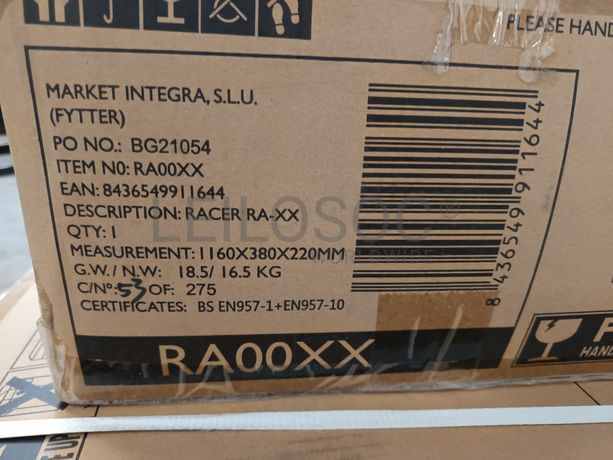 PLEASE HAND
MARKET INTEGRA, S.L.U.
(FYTTER)
PO NO.: BG21054
ITEM N0: RA00XX
EAN: 8436549911644
DESCRIPTION: RACER RA-XX
QTY: 1
MEASUREMENT: 1160X380X220MM
G.W./ N.W: 18.5/ 16.5 KG
C/Nº: 53 OF: 275
CERTIFICATES: BS EN957-1+EN957-10
RA00XX
8 436549 911644
LEILOSOC®
WORLDWIDE
HAND